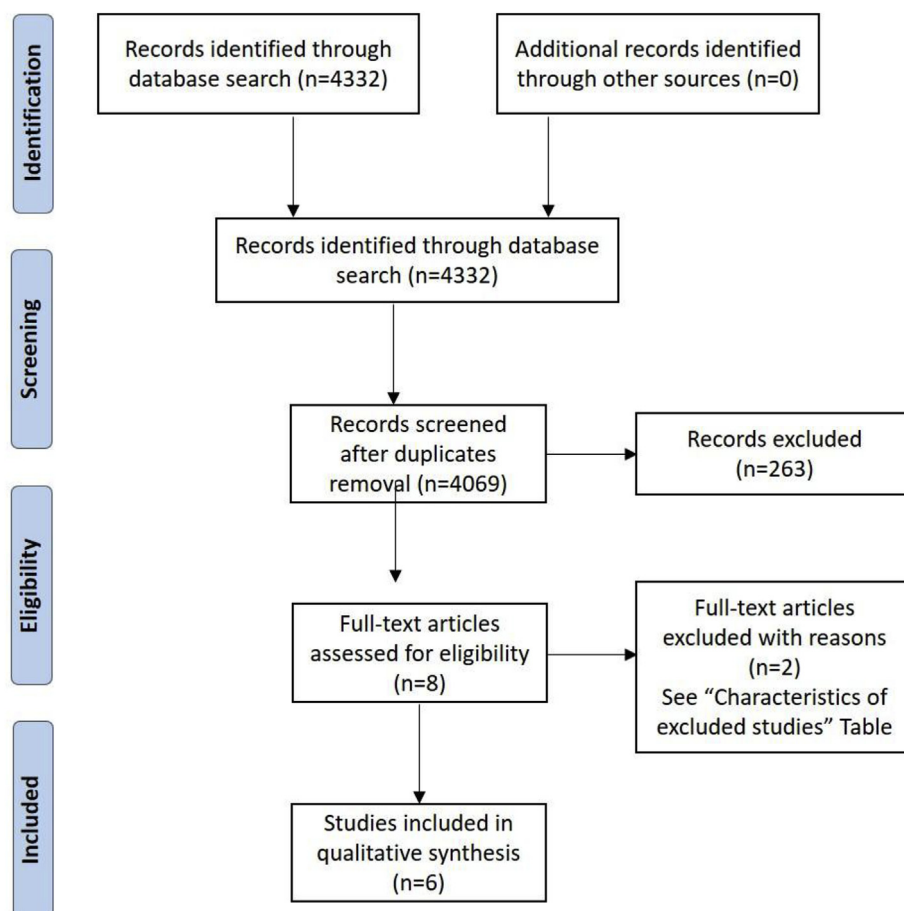 Identification
Records identified through
database search (n=4332)
Additional records identified
through other sources (n=0)
Screening
Records identified through database
search (n=4332)
Records screened
after duplicates
removal (n=4069)
Records excluded
(n=263)
Eligibility
Full-text articles
assessed for eligibility
(n=8)
Full-text articles
excluded with reasons
(n=2)
See “Characteristics of
excluded studies” Table
Included
Studies included in
qualitative synthesis
(n=6)